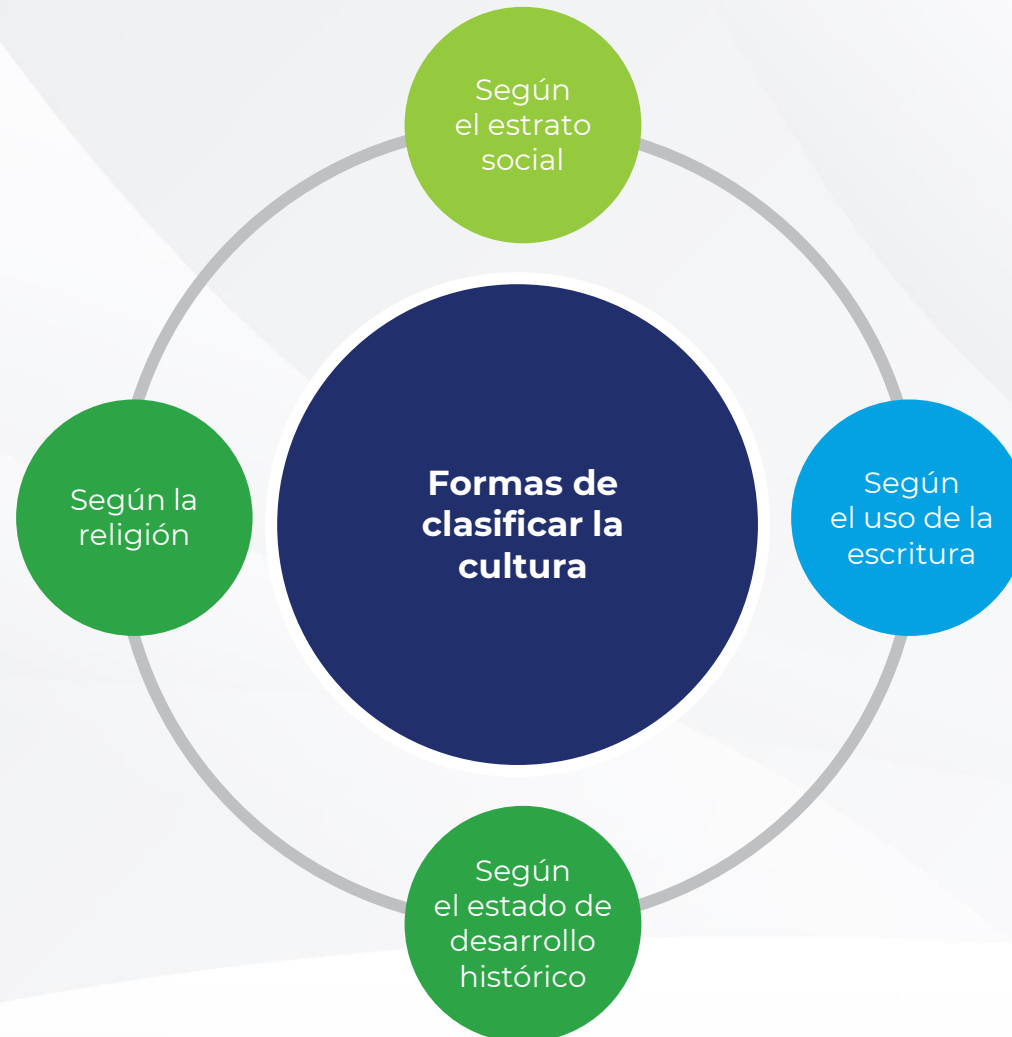 Según
el estrato
social
Según la
religión
Formas de
clasificar la
cultura
Según
el uso de la
escritura
Según
el estado de
desarrollo
histórico